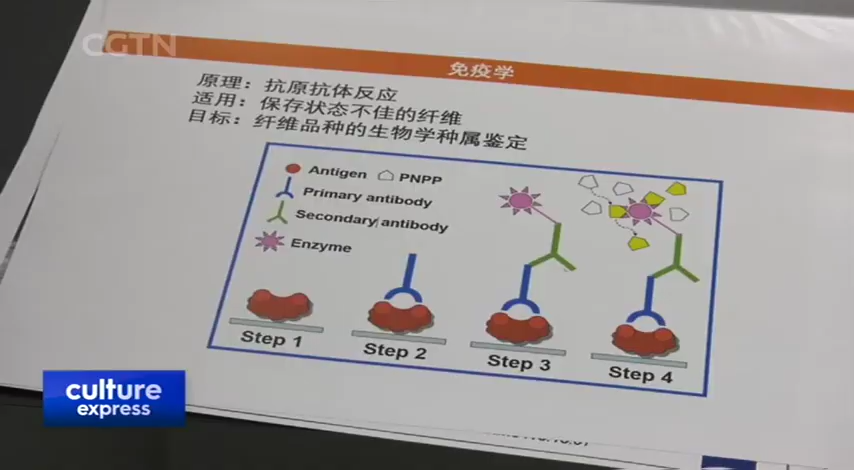 CGTN
免疫学
原理：抗原抗体反应
适用：保存状态不佳的纤维
目标：纤维品种的生物学种属鉴定
Antigen PNPP
Primary antibody
Secondary antibody
Enzyme
Step 1
Step 2
Step 3
Step 4
culture
express